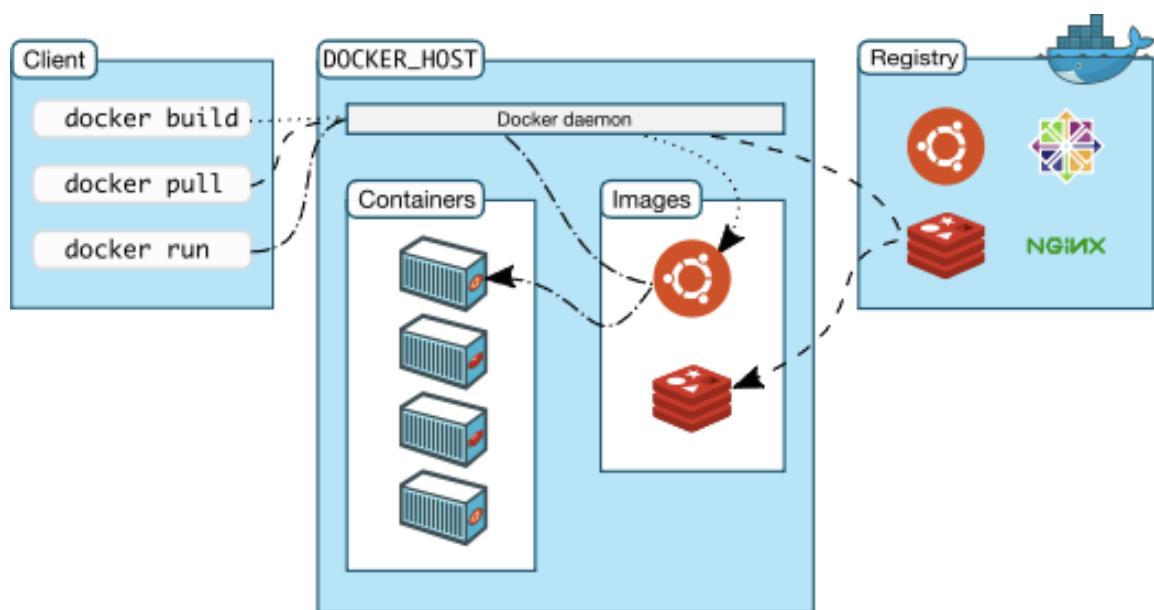 Client
docker build
docker pull
docker run
DOCKER_HOST
Docker daemon
Containers
Images
Registry
NGINX